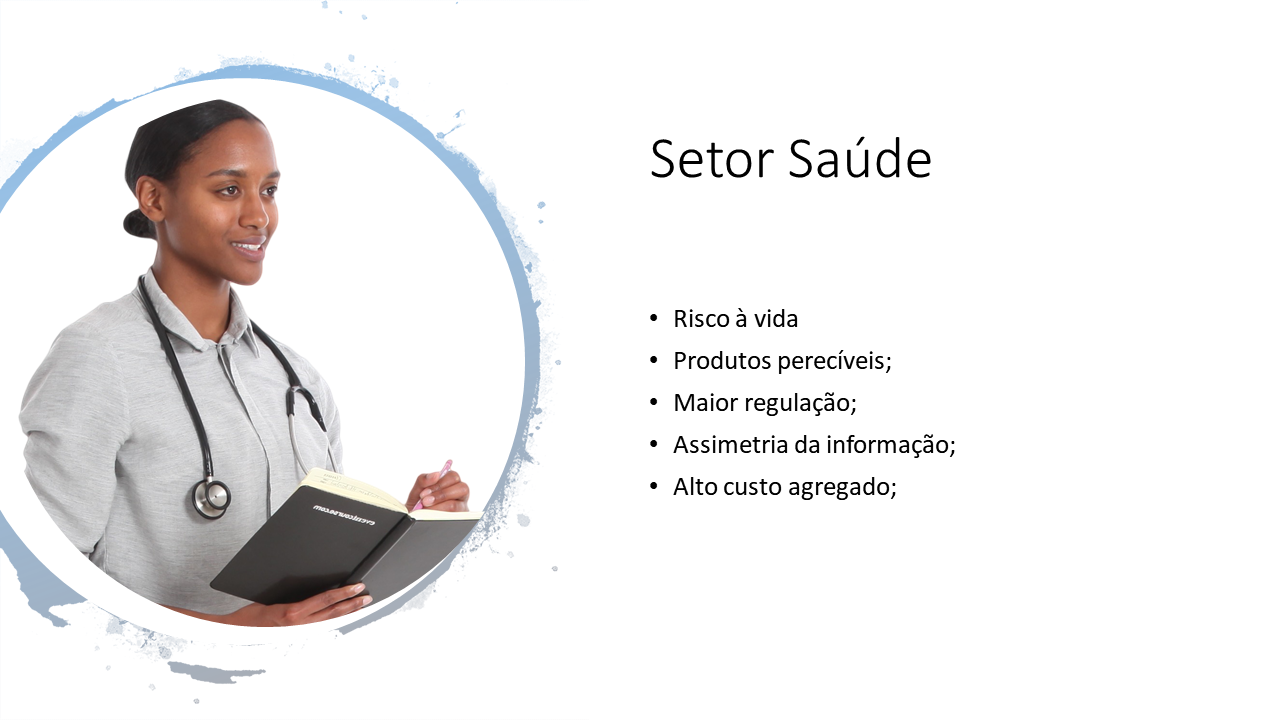 Setor Saúde
• Risco à vida
• Produtos perecíveis;
• Maior regulação;
• Assimetria da informação;
• Alto custo agregado;